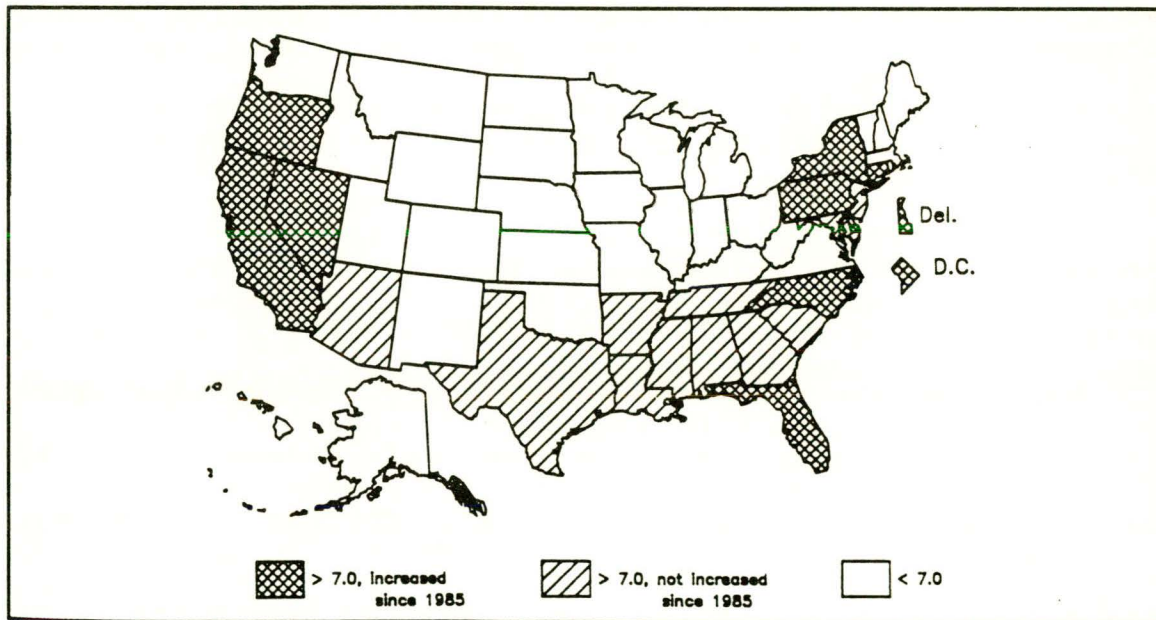 Del.
D.C.
> 7.0, increased
since 1985
> 7.0, not increased
since 1985
< 7.0